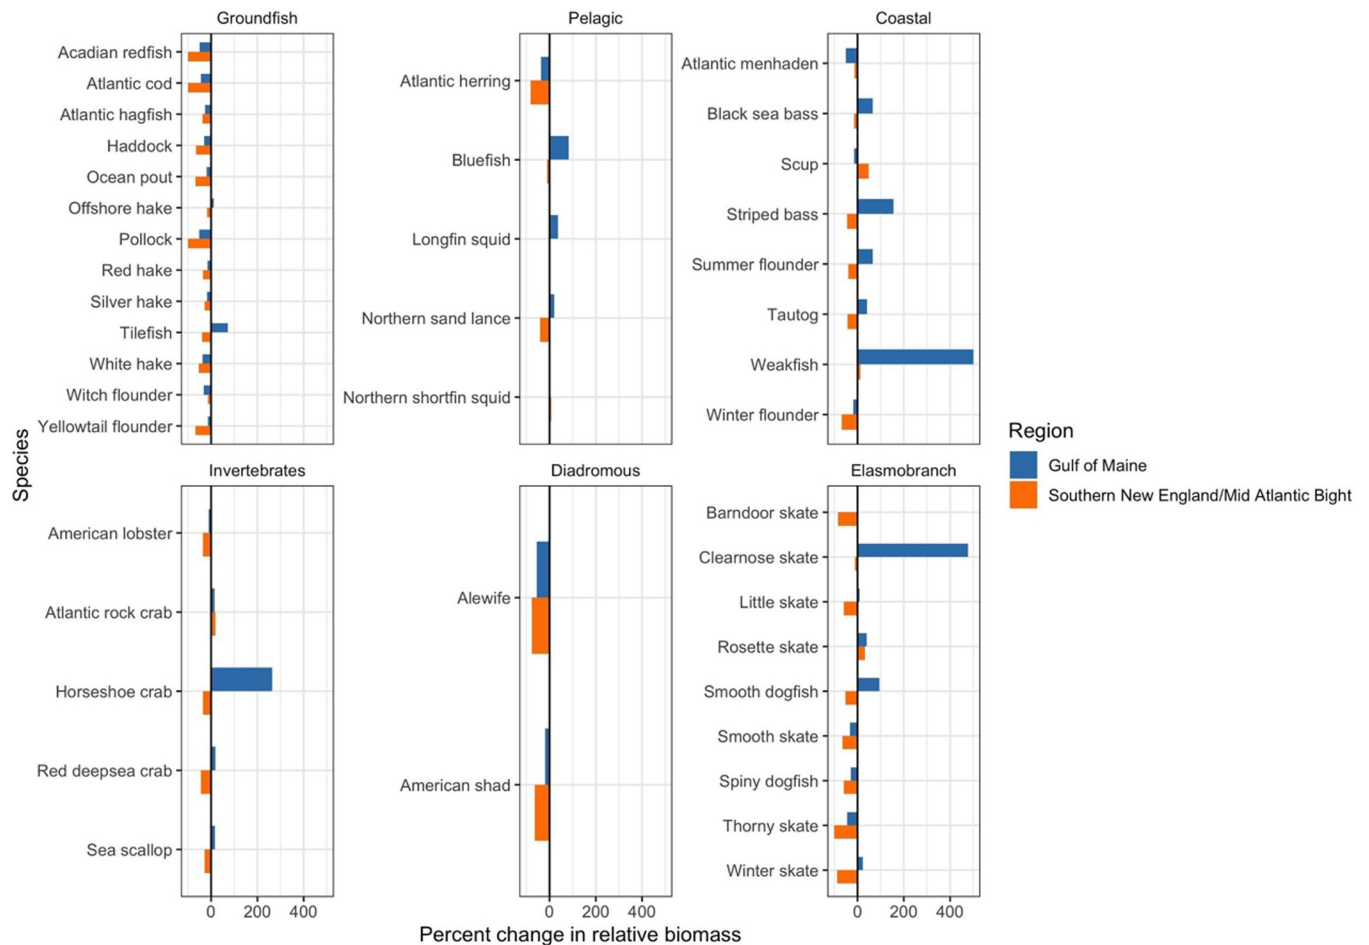 Groundfish
Acadian redfish
Atlantic cod
Atlantic hagfish
Haddock
Ocean pout
Offshore hake
Pollock
Red hake
Silver hake
Tilefish
White hake
Witch flounder
Yellowtail flounder
Pelagic
Atlantic herring
Bluefish
Longfin squid
Northern sand lance
Northern shortfin squid
Coastal
Atlantic menhaden
Black sea bass
Scup
Striped bass
Summer flounder
Tautog
Weakfish
Winter flounder
Species
Invertebrates
American lobster
Atlantic rock crab
Horseshoe crab
Red deepsea crab
Sea scallop
0 200 400
Diadromous
Alewife
American shad
0 200 400
Elasmobranch
Barndoor skate
Clearnose skate
Little skate
Rosette skate
Smooth dogfish
Smooth skate
Spiny dogfish
Thorny skate
Winter skate
0 200 400
Percent change in relative biomass
Region
Gulf of Maine
Southern New England/Mid Atlantic Bight